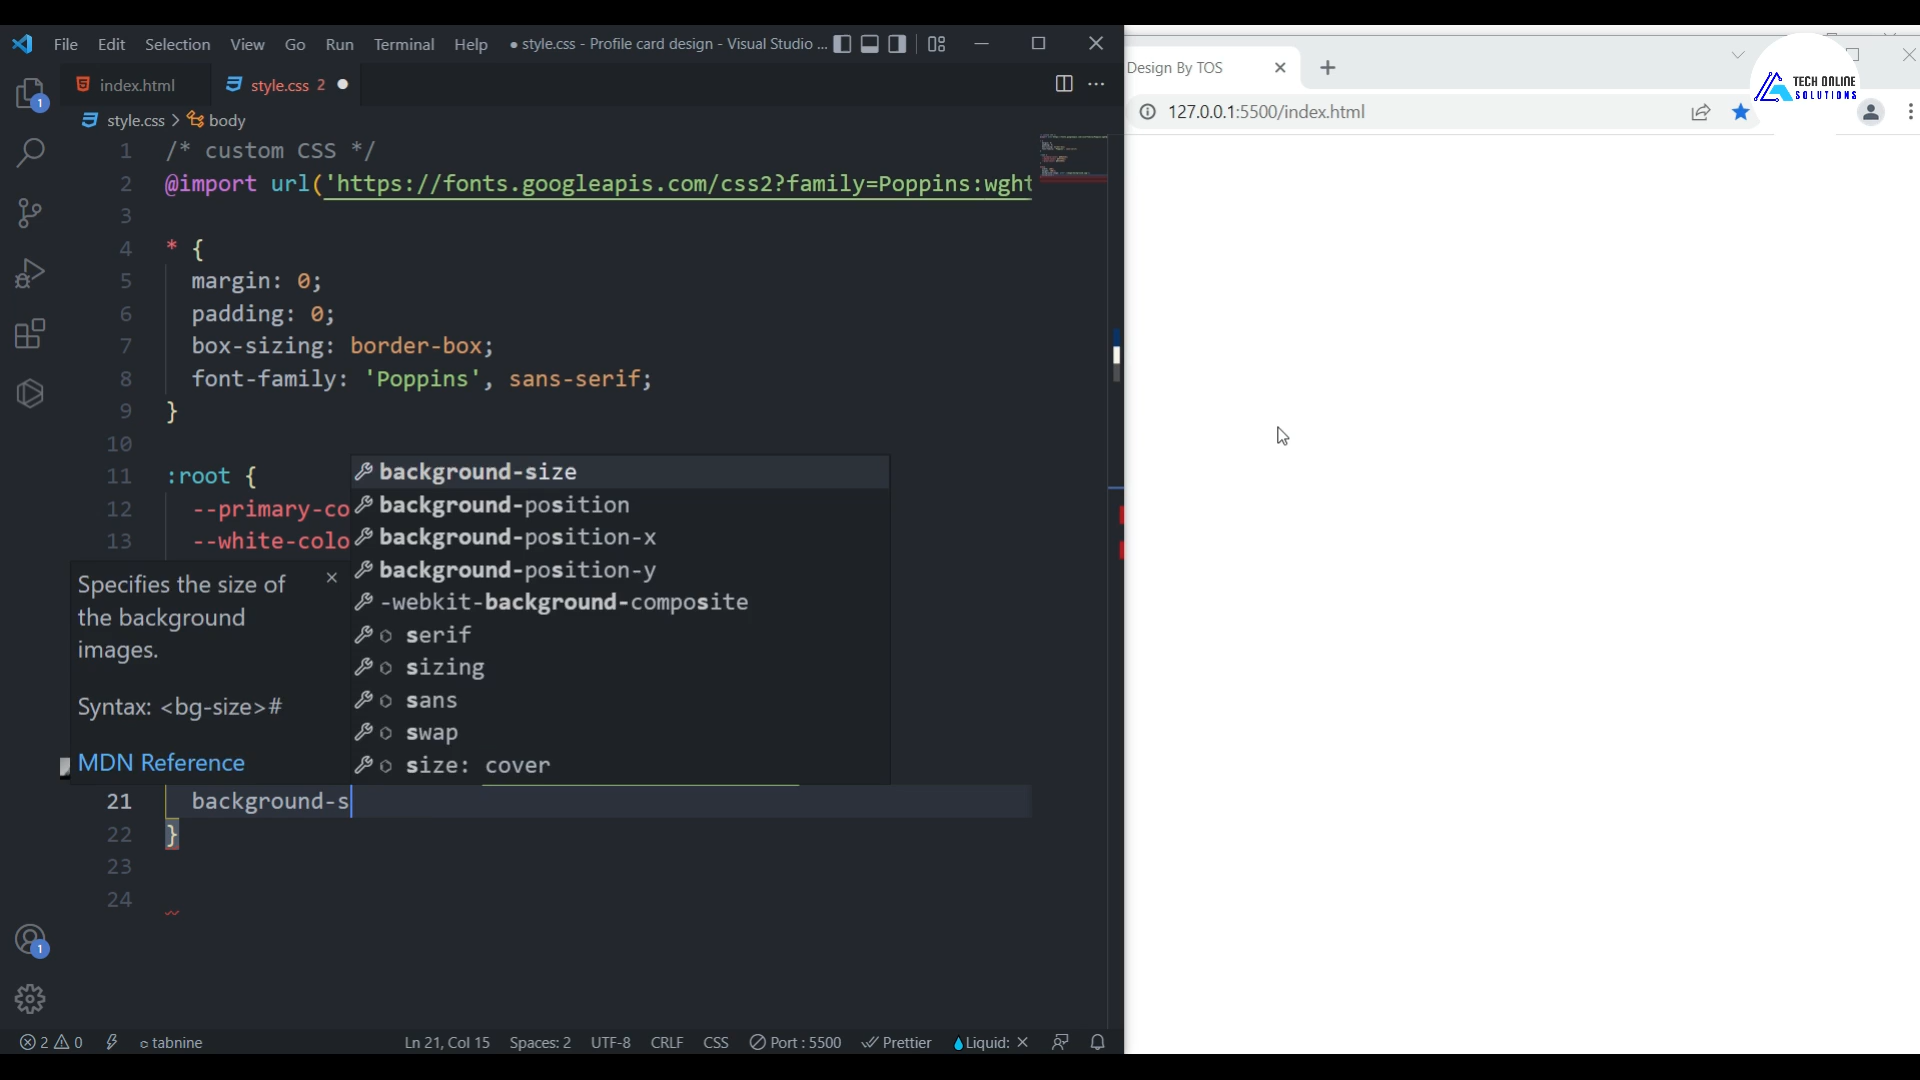 File Edit Selection View Go Run Terminal Help
● style.css - Profile card design - Visual Studio ...
index.html
style.css 2 ●
style.css > body
1 /* custom CSS */
2 @import url('https://fonts.googleapis.com/css2?family=Poppins:wght
3
4 * {
5 margin: 0;
6 padding: 0;
7 box-sizing: border-box;
8 font-family: 'Poppins', sans-serif;
9 }
10
11 :root {
12 --primary-co
13 --white-colo
background-size
background-position
background-position-x
background-position-y
-webkit-background-composite
serif
sizing
sans
swap
size: cover
Specifies the size of
the background
images.
Syntax: <bg-size>#
MDN Reference
21 background-s
22 }
23
24
1
1
2 0
tabnine
Ln 21, Col 15
Spaces: 2
UTF-8
CRLF
CSS
Port : 5500
Prettier
Liquid:
Design By TOS
127.0.0.1:5500/index.html
TECH ONLINE
SOLUTIONS